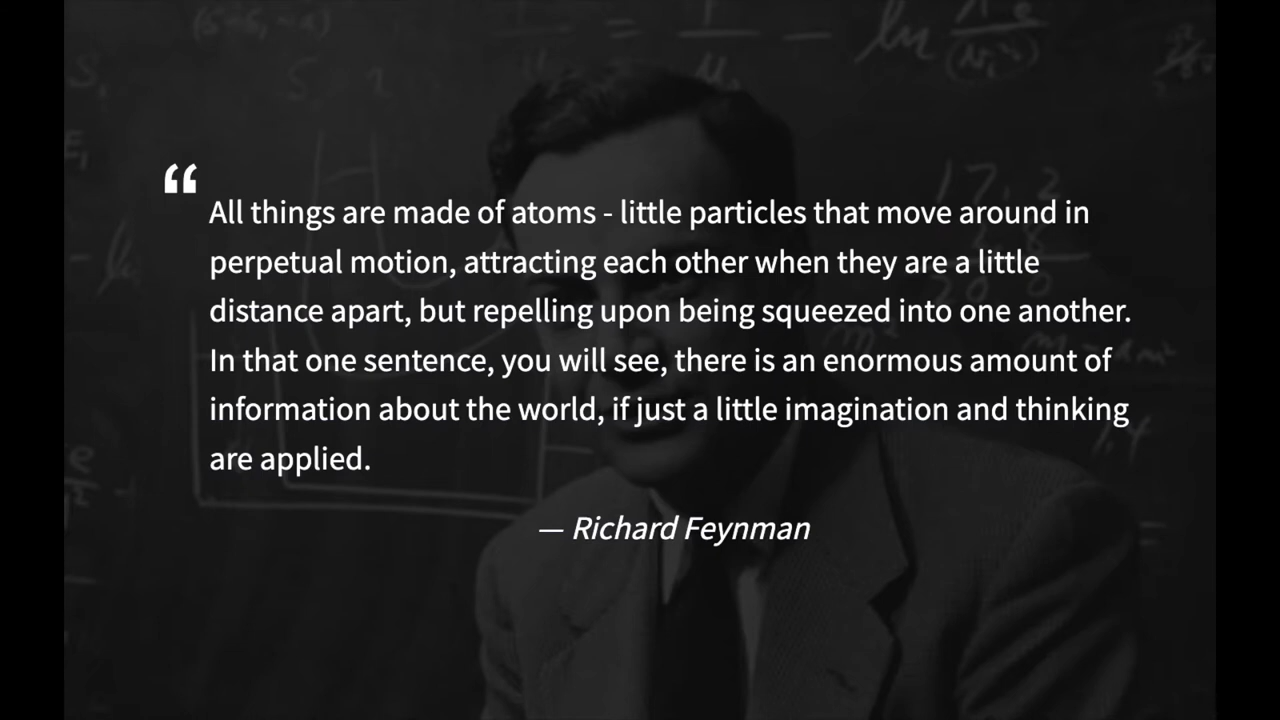 “
All things are made of atoms - little particles that move around in
perpetual motion, attracting each other when they are a little
distance apart, but repelling upon being squeezed into one another.
In that one sentence, you will see, there is an enormous amount of
information about the world, if just a little imagination and thinking
are applied.
— Richard Feynman